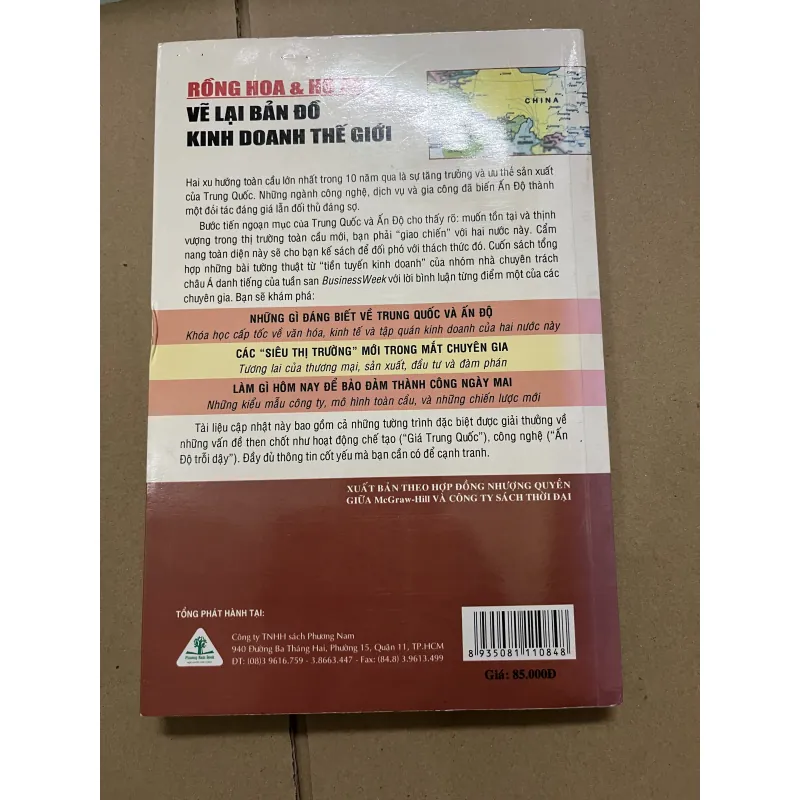 RỒNG HOA & HỔ
VẼ LẠI BẢN ĐỒ
KINH DOANH THẾ GIỚI
CHINA
Hai xu hướng toàn cầu lớn nhất trong 10 năm qua là sự tăng trưởng và ưu thế sản xuất
của Trung Quốc. Những ngành công nghệ, dịch vụ và gia công đã biến Ấn Độ thành
một đối tác đáng giá lẫn đối thủ đáng sợ.
Bước tiến ngoạn mục của Trung Quốc và Ấn Độ cho thấy rõ: muốn tồn tại và thịnh
vượng trong thị trường toàn cầu mới, bạn phải “giao chiến” với hai nước này. Cẩm
nang toàn diện này sẽ cho bạn kế sách để đối phó với thách thức đó. Cuốn sách tổng
hợp những bài tường thuật từ “tiền tuyến kinh doanh” của nhóm nhà chuyên trách
châu Á danh tiếng của tuần san BusinessWeek với lời bình luận từng điểm một của các
chuyên gia. Bạn sẽ khám phá:
NHỮNG GÌ ĐÁNG BIẾT VỀ TRUNG QUỐC VÀ ẤN ĐỘ
Khóa học cấp tốc về văn hóa, kinh tế và tập quán kinh doanh của hai nước này
CÁC “SIÊU THỊ TRƯỜNG” MỚI TRONG MẮT CHUYÊN GIA
Tương lai của thương mại, sản xuất, đầu tư và đàm phán
LÀM GÌ HÔM NAY ĐỂ BẢO ĐẢM THÀNH CÔNG NGÀY MAI
Những kiểu mẫu công ty, mô hình toàn cầu, và những chiến lược mới
Tài liệu cập nhật này bao gồm cả những tường trình đặc biệt được giải thưởng về
những vấn đề then chốt như hoạt động chế tạo (“Giá Trung Quốc”), công nghệ (“Ấn
Độ trỗi dậy”). Đầy đủ thông tin cốt yếu mà bạn cần có để cạnh tranh.
XUẤT BẢN THEO HỢP ĐỒNG NHƯỢNG QUYỀN
GIỮA McGraw-Hill VÀ CÔNG TY SÁCH THỜI ĐẠI
TỔNG PHÁT HÀNH TẠI:
Phuong Nam Book
Công ty TNHH sách Phương Nam
940 Đường Ba Tháng Hai, Phường 15, Quận 11, TP.HCM
ĐT: (08)3 9616.759 - 3.8663.447 - Fax: (84.8) 3.9613.499
8 935081 110848
Giá: 85.000Đ